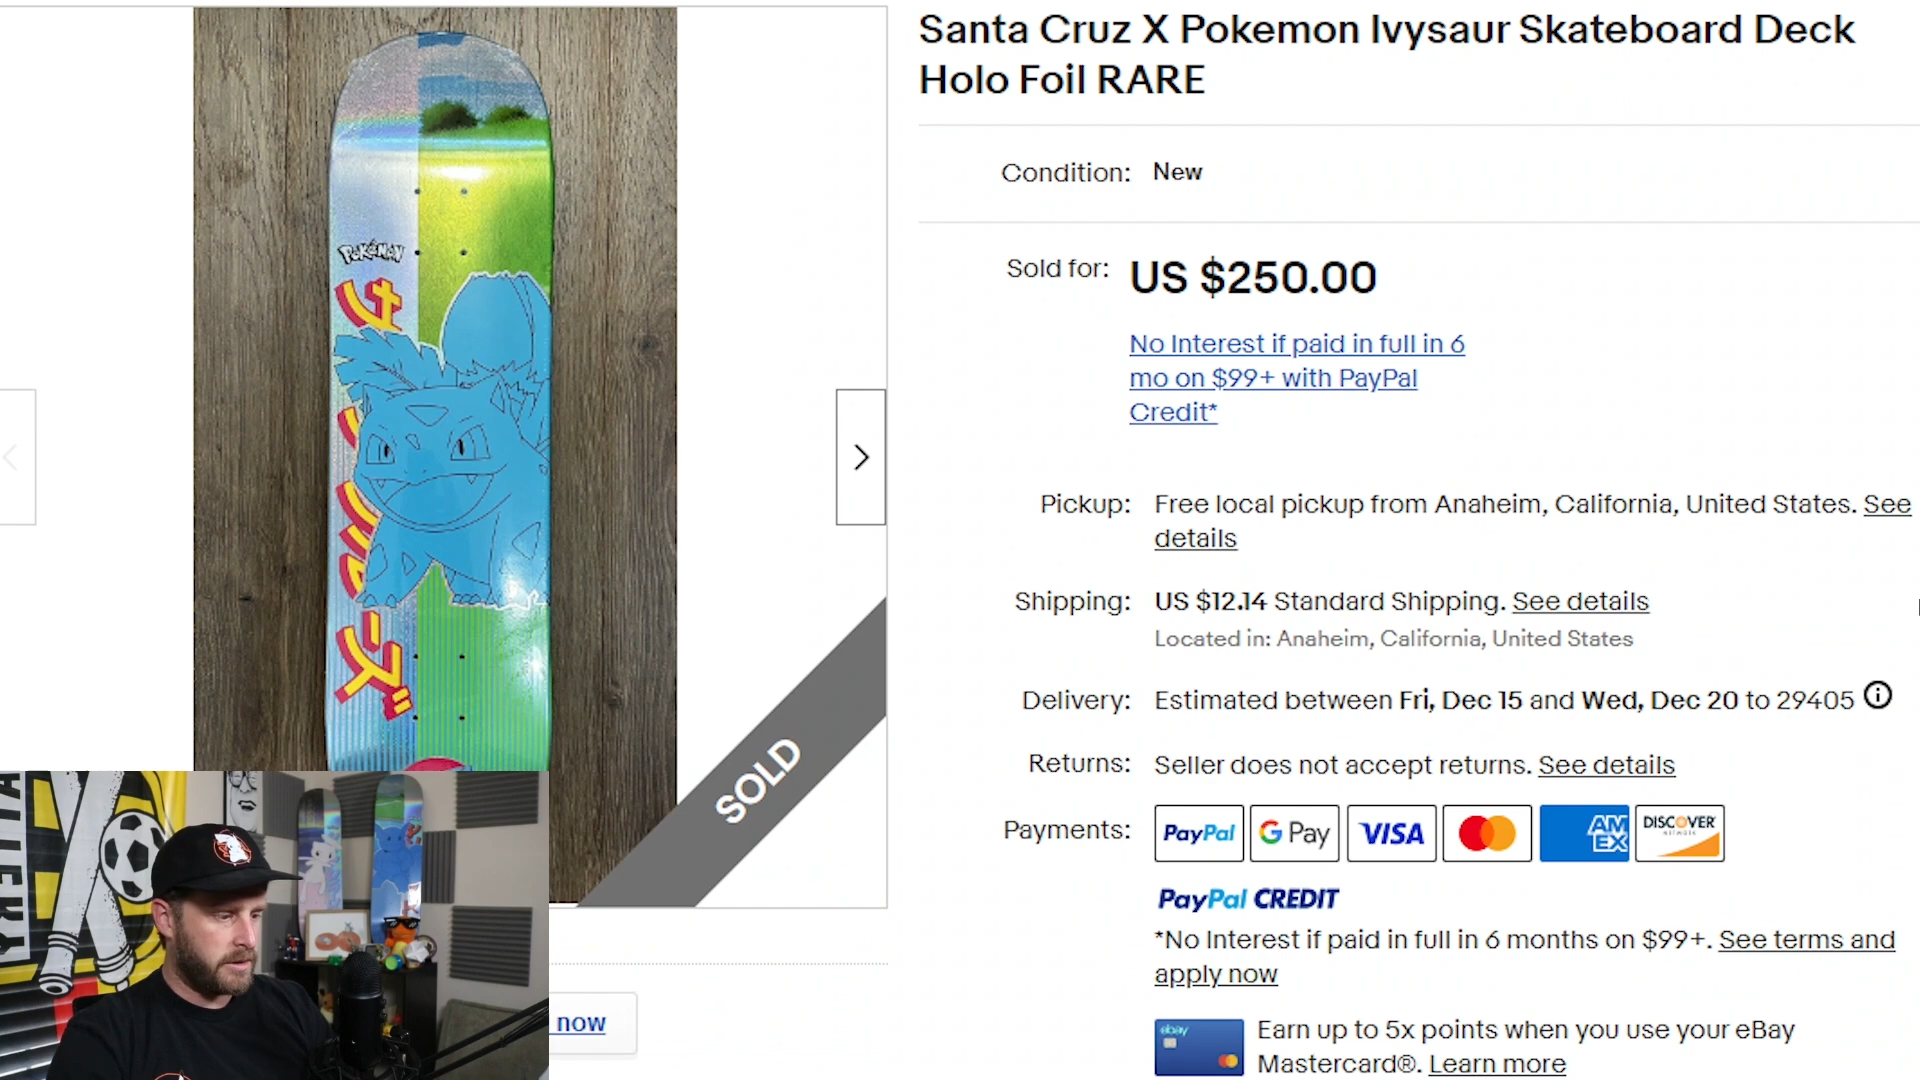 Santa Cruz X Pokemon Ivysaur Skateboard Deck
Holo Foil RARE
Condition: New
Sold for: US $250.00
No Interest if paid in full in 6
mo on $99+ with PayPal
Credit*
Pickup: Free local pickup from Anaheim, California, United States. See
details
Shipping: US $12.14 Standard Shipping. See details
Located in: Anaheim, California, United States
Delivery: Estimated between Fri, Dec 15 and Wed, Dec 20 to 29405
Returns: Seller does not accept returns. See details
Payments: PayPal G Pay VISA AM EX DISCOVER NETWORK
PayPal CREDIT
*No Interest if paid in full in 6 months on $99+. See terms and
apply now
ebay
Earn up to 5x points when you use your eBay
Mastercard®. Learn more
POKéMON
SOLD
now